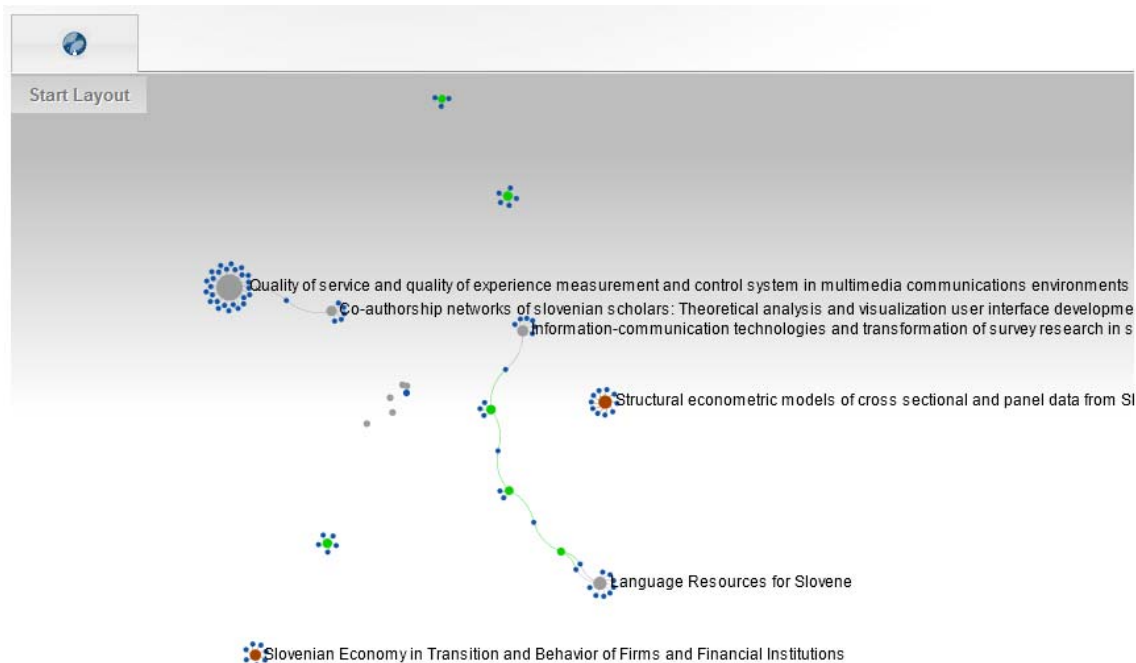 Start Layout
Quality of service and quality of experience measurement and control system in multimedia communications environments
Co-authorship networks of slovenian scholars: Theoretical analysis and visualization user interface developme
Information-communication technologies and transformation of survey research in s
Structural econometric models of cross sectional and panel data from Sl
Language Resources for Slovene
Slovenian Economy in Transition and Behavior of Firms and Financial Institutions